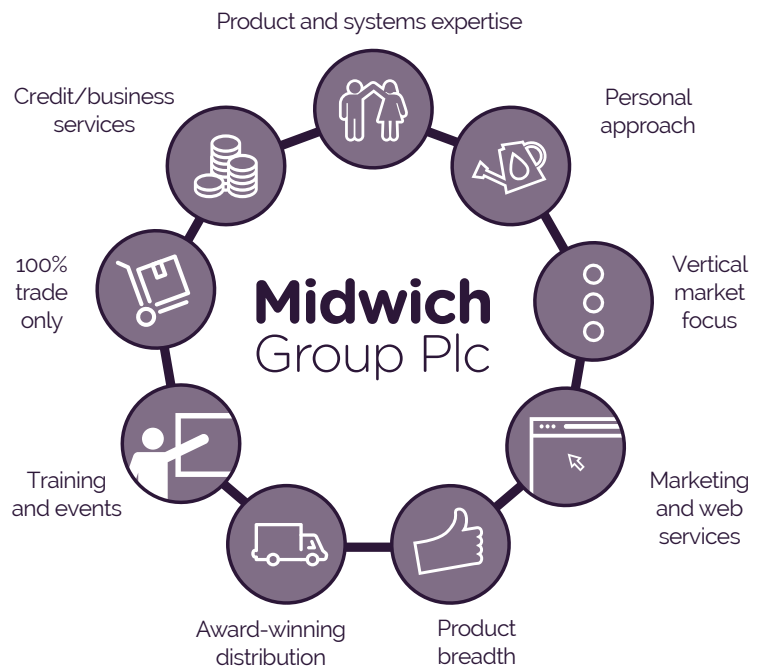 Product and systems expertise
Credit/business
services
Personal
approach
100%
trade
only
Vertical
market
focus
Midwich
Group Plc
Training
and events
Marketing
and web
services
Award-winning
distribution
Product
breadth